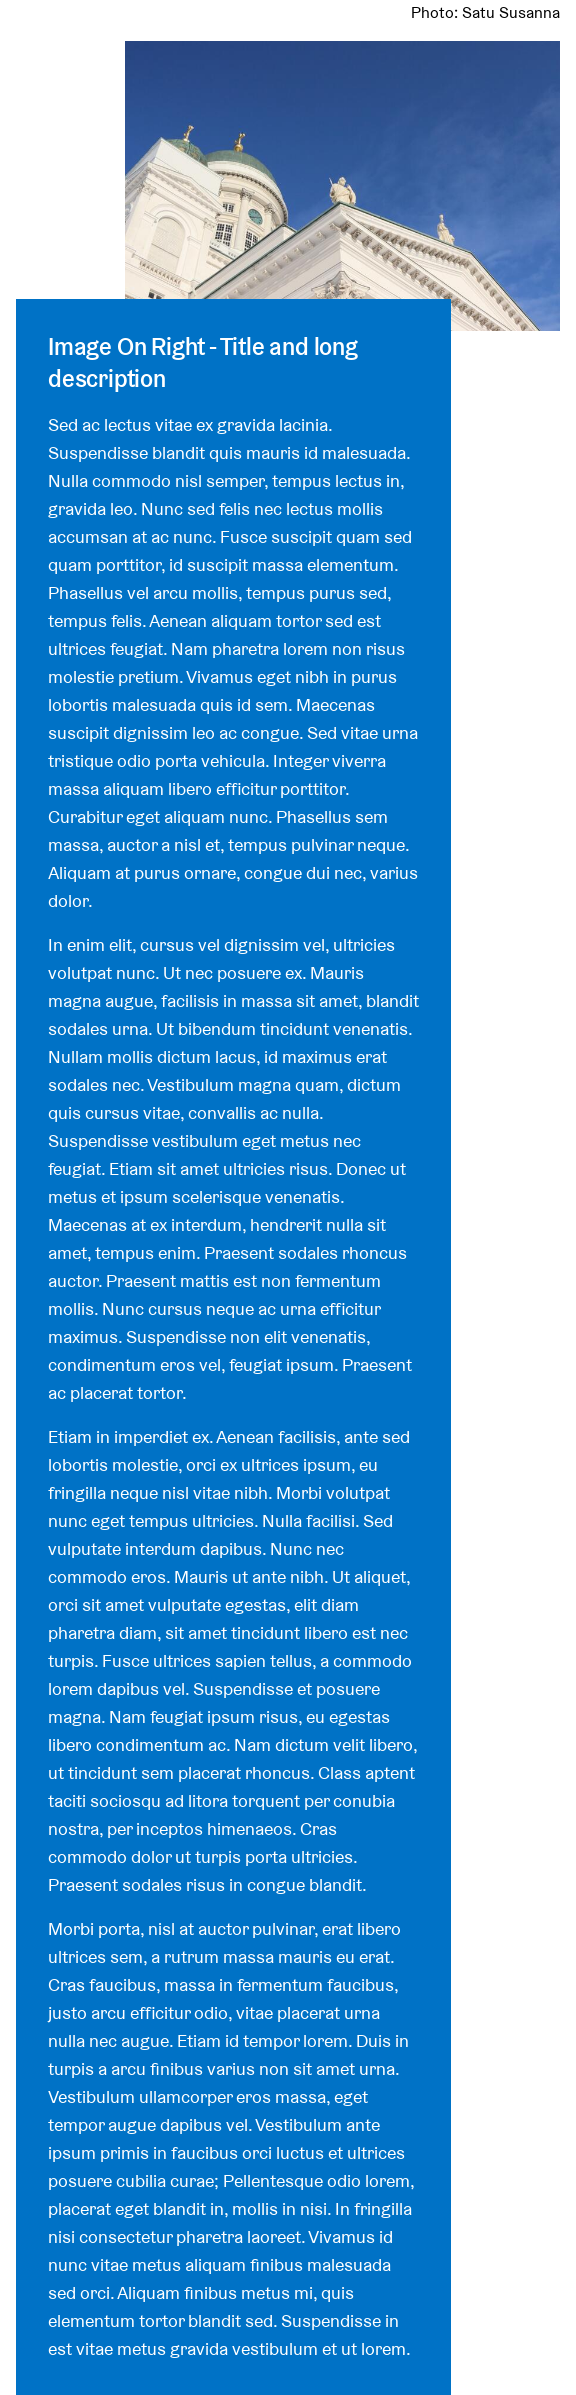 Photo: Satu Susanna
Image On Right - Title and long
description
Sed ac lectus vitae ex gravida lacinia.
Suspendisse blandit quis mauris id malesuada.
Nulla commodo nisl semper, tempus lectus in,
gravida leo. Nunc sed felis nec lectus mollis
accumsan at ac nunc. Fusce suscipit quam sed
quam porttitor, id suscipit massa elementum.
Phasellus vel arcu mollis, tempus purus sed,
tempus felis. Aenean aliquam tortor sed est
ultrices feugiat. Nam pharetra lorem non risus
molestie pretium. Vivamus eget nibh in purus
lobortis malesuada quis id sem. Maecenas
suscipit dignissim leo ac congue. Sed vitae urna
tristique odio porta vehicula. Integer viverra
massa aliquam libero efficitur porttitor.
Curabitur eget aliquam nunc. Phasellus sem
massa, auctor a nisl et, tempus pulvinar neque.
Aliquam at purus ornare, congue dui nec, varius
dolor.
In enim elit, cursus vel dignissim vel, ultricies
volutpat nunc. Ut nec posuere ex. Mauris
magna augue, facilisis in massa sit amet, blandit
sodales urna. Ut bibendum tincidunt venenatis.
Nullam mollis dictum lacus, id maximus erat
sodales nec. Vestibulum magna quam, dictum
quis cursus vitae, convallis ac nulla.
Suspendisse vestibulum eget metus nec
feugiat. Etiam sit amet ultricies risus. Donec ut
metus et ipsum scelerisque venenatis.
Maecenas at ex interdum, hendrerit nulla sit
amet, tempus enim. Praesent sodales rhoncus
auctor. Praesent mattis est non fermentum
mollis. Nunc cursus neque ac urna efficitur
maximus. Suspendisse non elit venenatis,
condimentum eros vel, feugiat ipsum. Praesent
ac placerat tortor.
Etiam in imperdiet ex. Aenean facilisis, ante sed
lobortis molestie, orci ex ultrices ipsum, eu
fringilla neque nisl vitae nibh. Morbi volutpat
nunc eget tempus ultricies. Nulla facilisi. Sed
vulputate interdum dapibus. Nunc nec
commodo eros. Mauris ut ante nibh. Ut aliquet,
orci sit amet vulputate egestas, elit diam
pharetra diam, sit amet tincidunt libero est nec
turpis. Fusce ultrices sapien tellus, a commodo
lorem dapibus vel. Suspendisse et posuere
magna. Nam feugiat ipsum risus, eu egestas
libero condimentum ac. Nam dictum velit libero,
ut tincidunt sem placerat rhoncus. Class aptent
taciti sociosqu ad litora torquent per conubia
nostra, per inceptos himenaeos. Cras
commodo dolor ut turpis porta ultricies.
Praesent sodales risus in congue blandit.
Morbi porta, nisl at auctor pulvinar, erat libero
ultrices sem, a rutrum massa mauris eu erat.
Cras faucibus, massa in fermentum faucibus,
justo arcu efficitur odio, vitae placerat urna
nulla nec augue. Etiam id tempor lorem. Duis in
turpis a arcu finibus varius non sit amet urna.
Vestibulum ullamcorper eros massa, eget
tempor augue dapibus vel. Vestibulum ante
ipsum primis in faucibus orci luctus et ultrices
posuere cubilia curae; Pellentesque odio lorem,
placerat eget blandit in, mollis in nisi. In fringilla
nisi consectetur pharetra laoreet. Vivamus id
nunc vitae metus aliquam finibus malesuada
sed orci. Aliquam finibus metus mi, quis
elementum tortor blandit sed. Suspendisse in
est vitae metus gravida vestibulum et ut lorem.